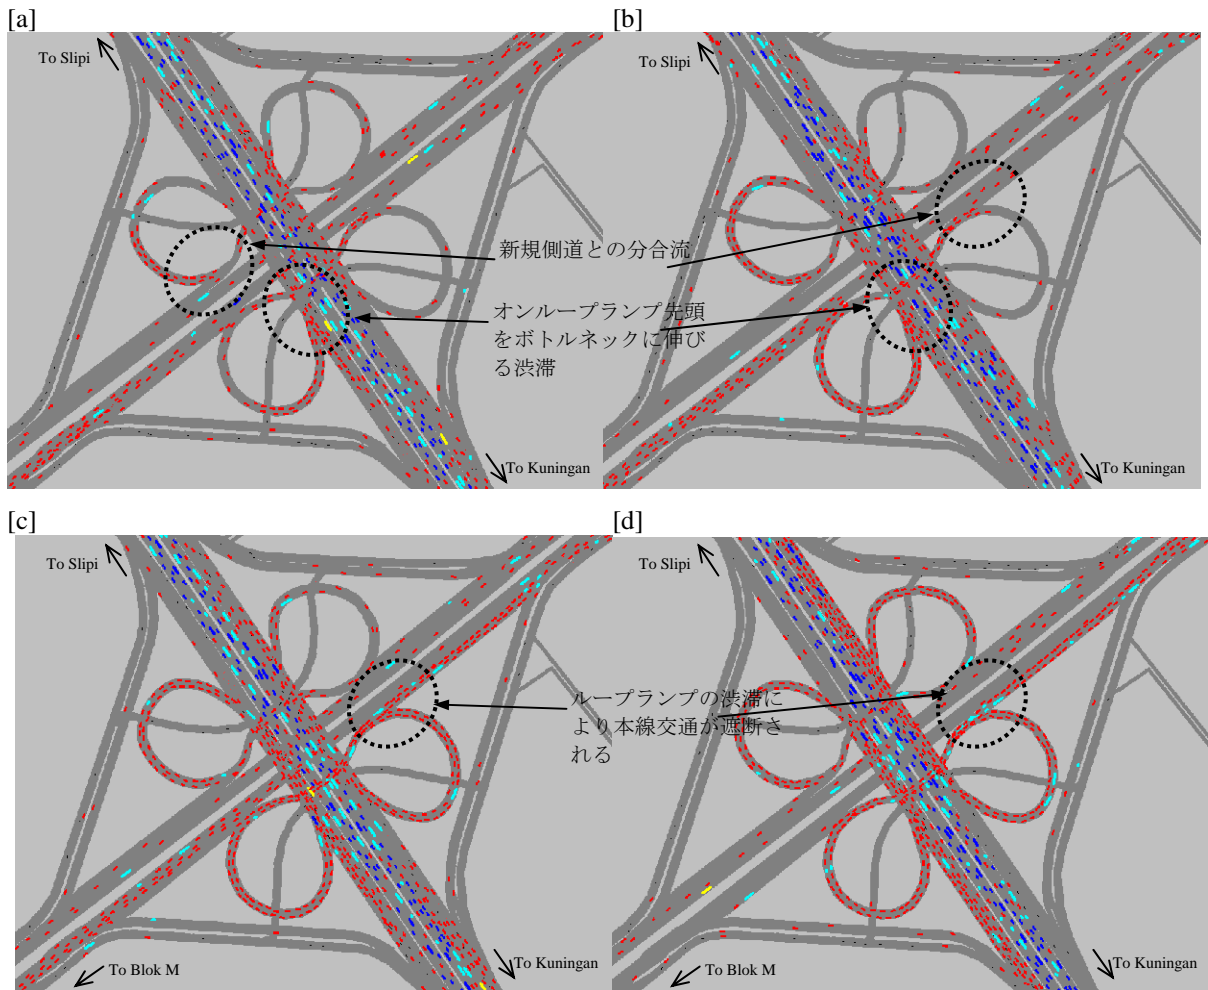 [a]
[b]
To Slipi
To Slipi
新規側道との分合流
オンループランプ先頭
をボトルネックに伸び
る渋滞
To Kuningan
To Kuningan
[c]
[d]
To Slipi
To Slipi
ループランプの渋滞に
より本線交通が遮断さ
れる
To Blok M
To Kuningan
To Blok M
To Kuningan